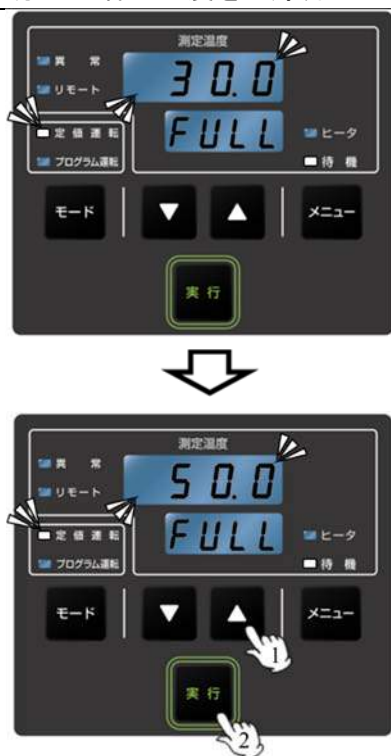 測定温度
異常
リモート
30.0
定値運転
プログラム運転
FULL
ヒータ
待機
モード
▼
▲
メニュー
実行
測定温度
異常
リモート
50.0
定値運転
プログラム運転
FULL
ヒータ
待機
モード
▼
▲
メニュー
1
実行
2